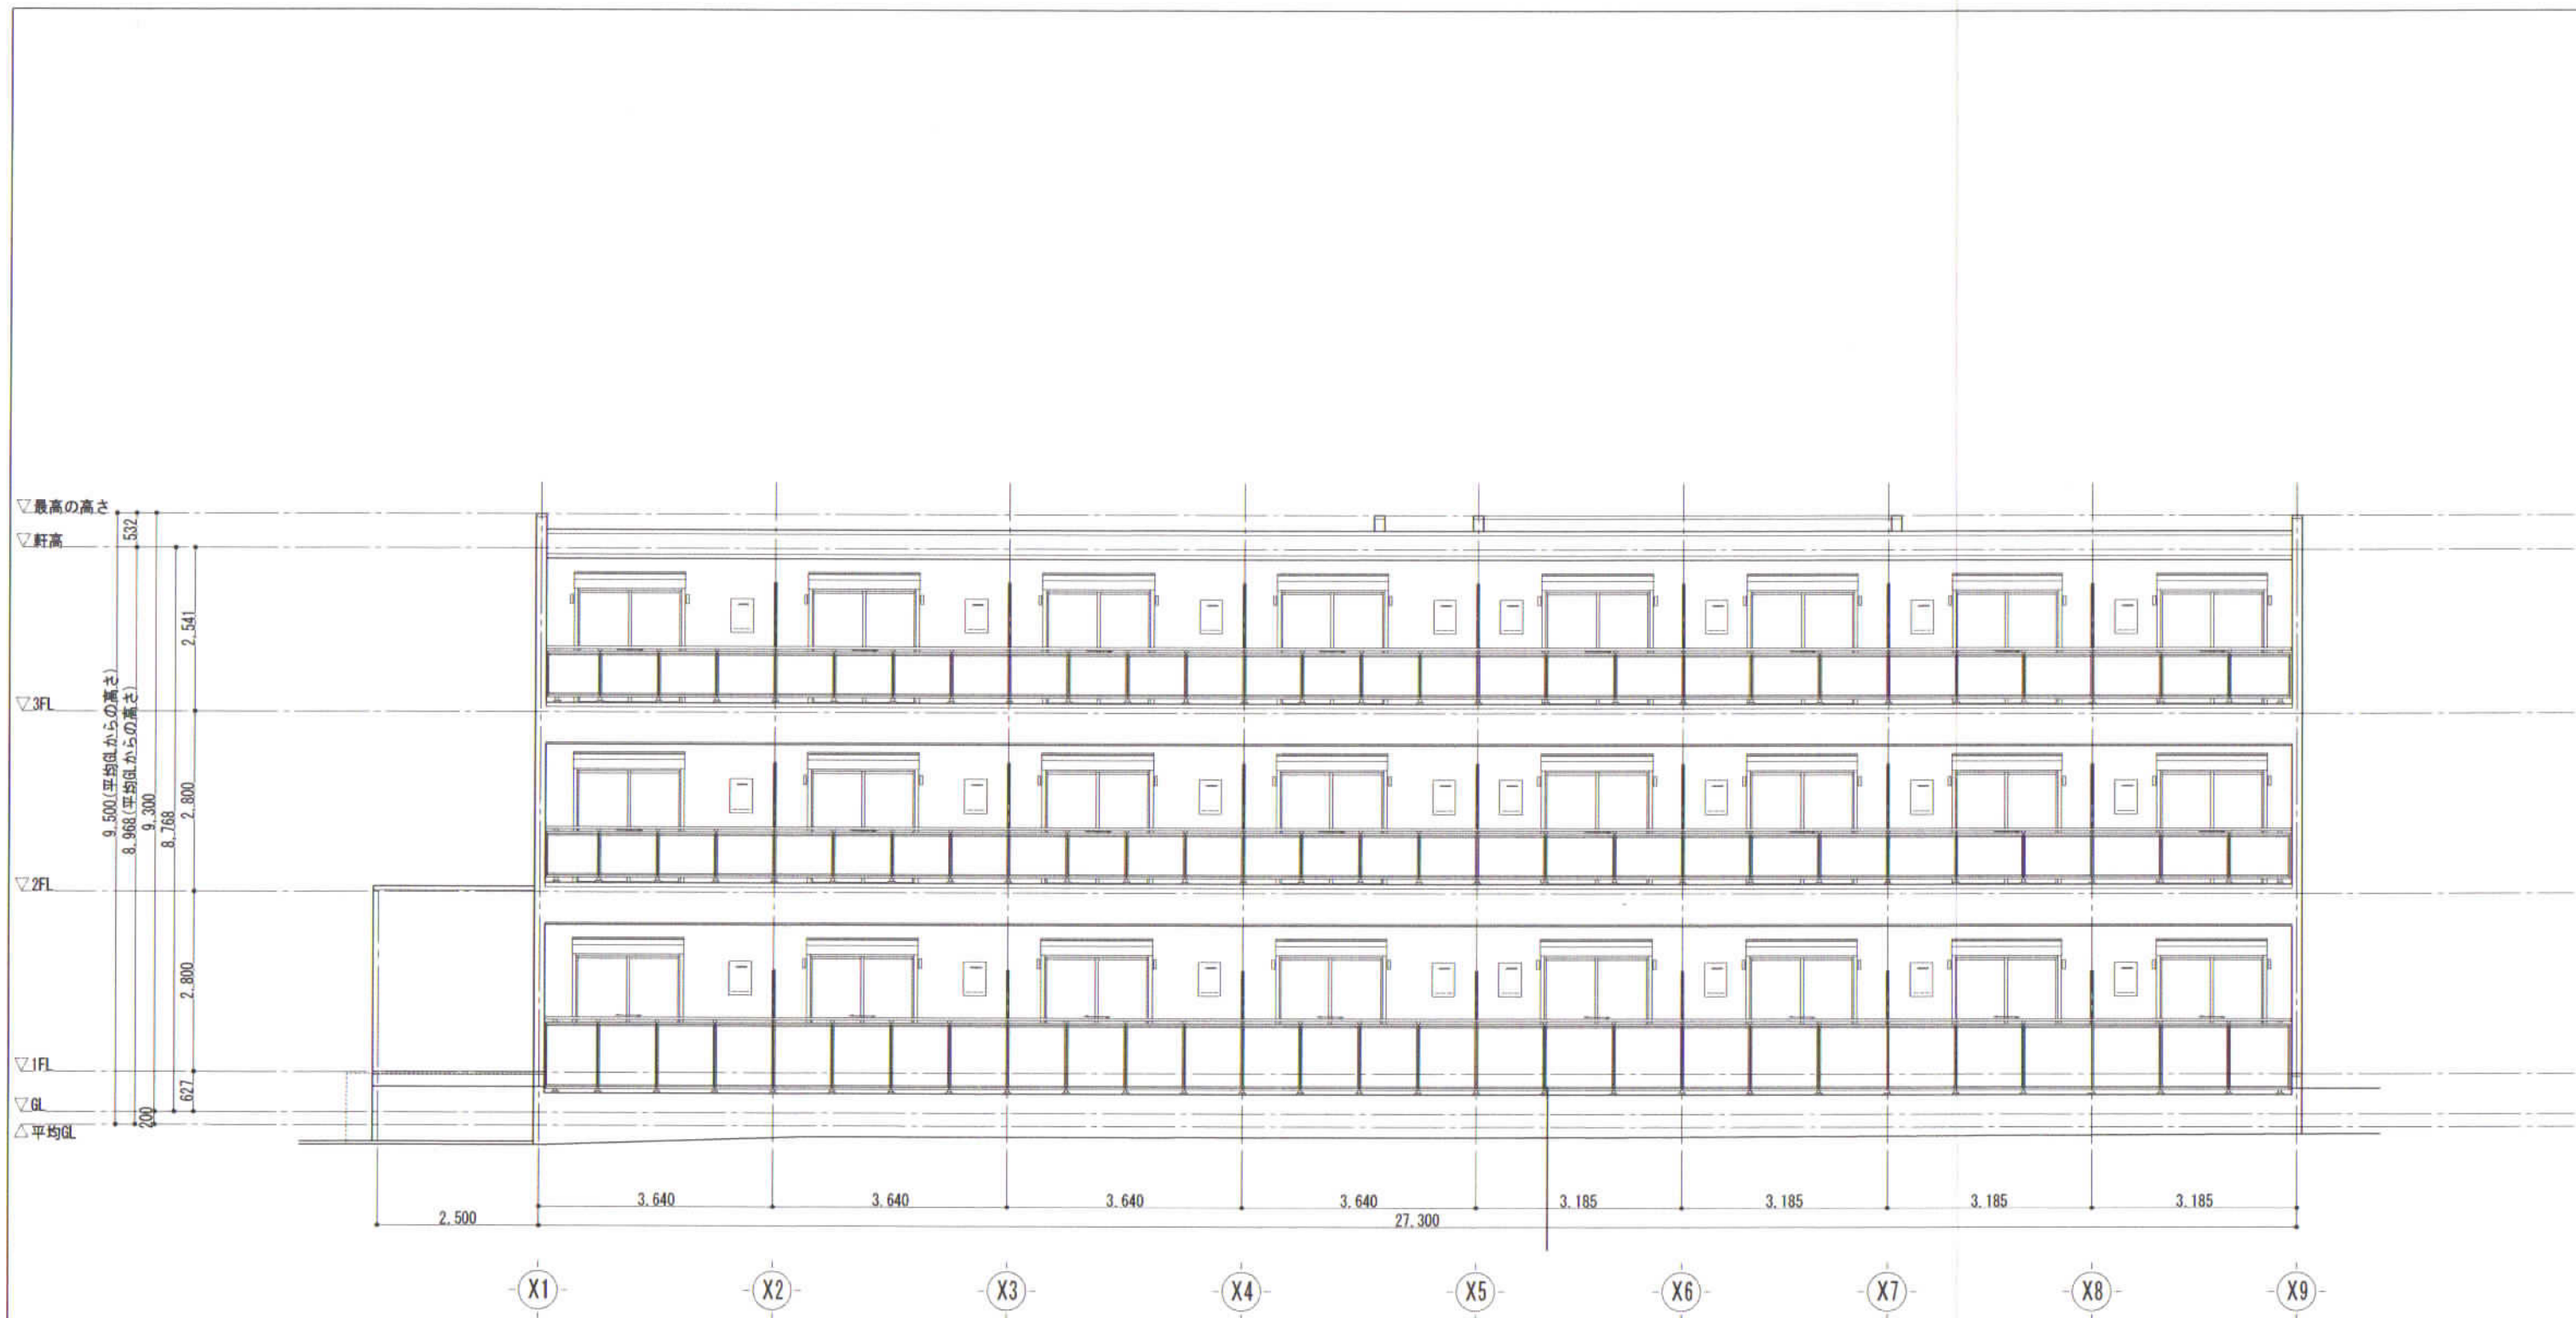 ▽最高の高さ
▽軒高
▽3FL
▽2FL
▽1FL
▽GL
△平均GL
9,500(平均GLからの高さ)
532
8,968(平均GLからの高さ)
9,300
200
8,768
2,541
2,800
2,800
627
3,640
3,640
3,640
3,640
3,185
3,185
3,185
3,185
2,500
27,300
X1
X2
X3
X4
X5
X6
X7
X8
X9